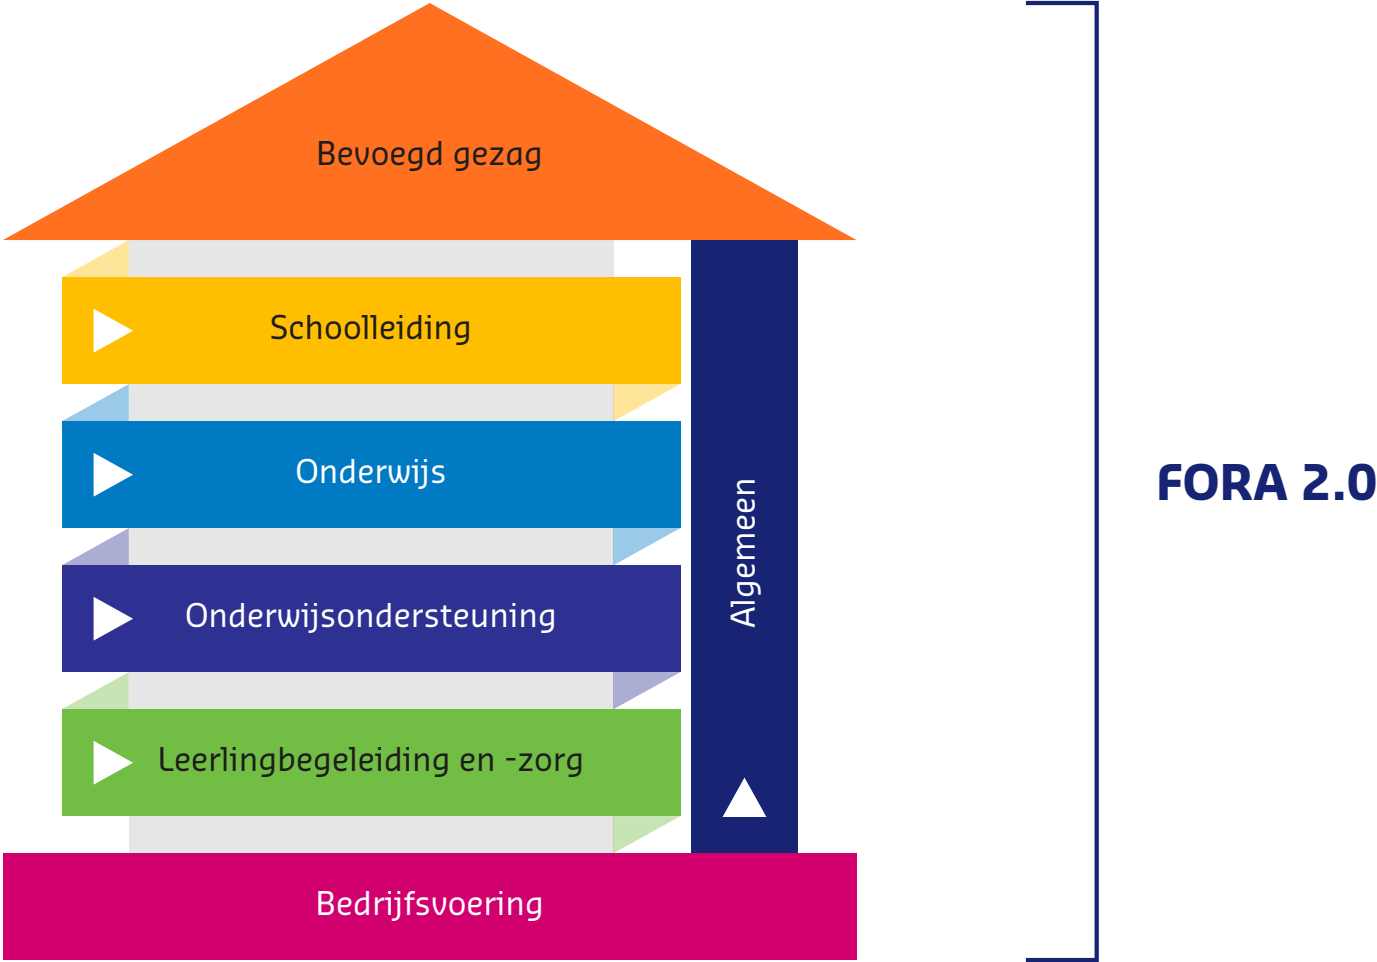 Bevoegd gezag
Schoolleiding
Onderwijs
Onderwijsondersteuning
Leerlingbegeleiding en -zorg
Algemeen
Bedrijfsvoering
FORA 2.0